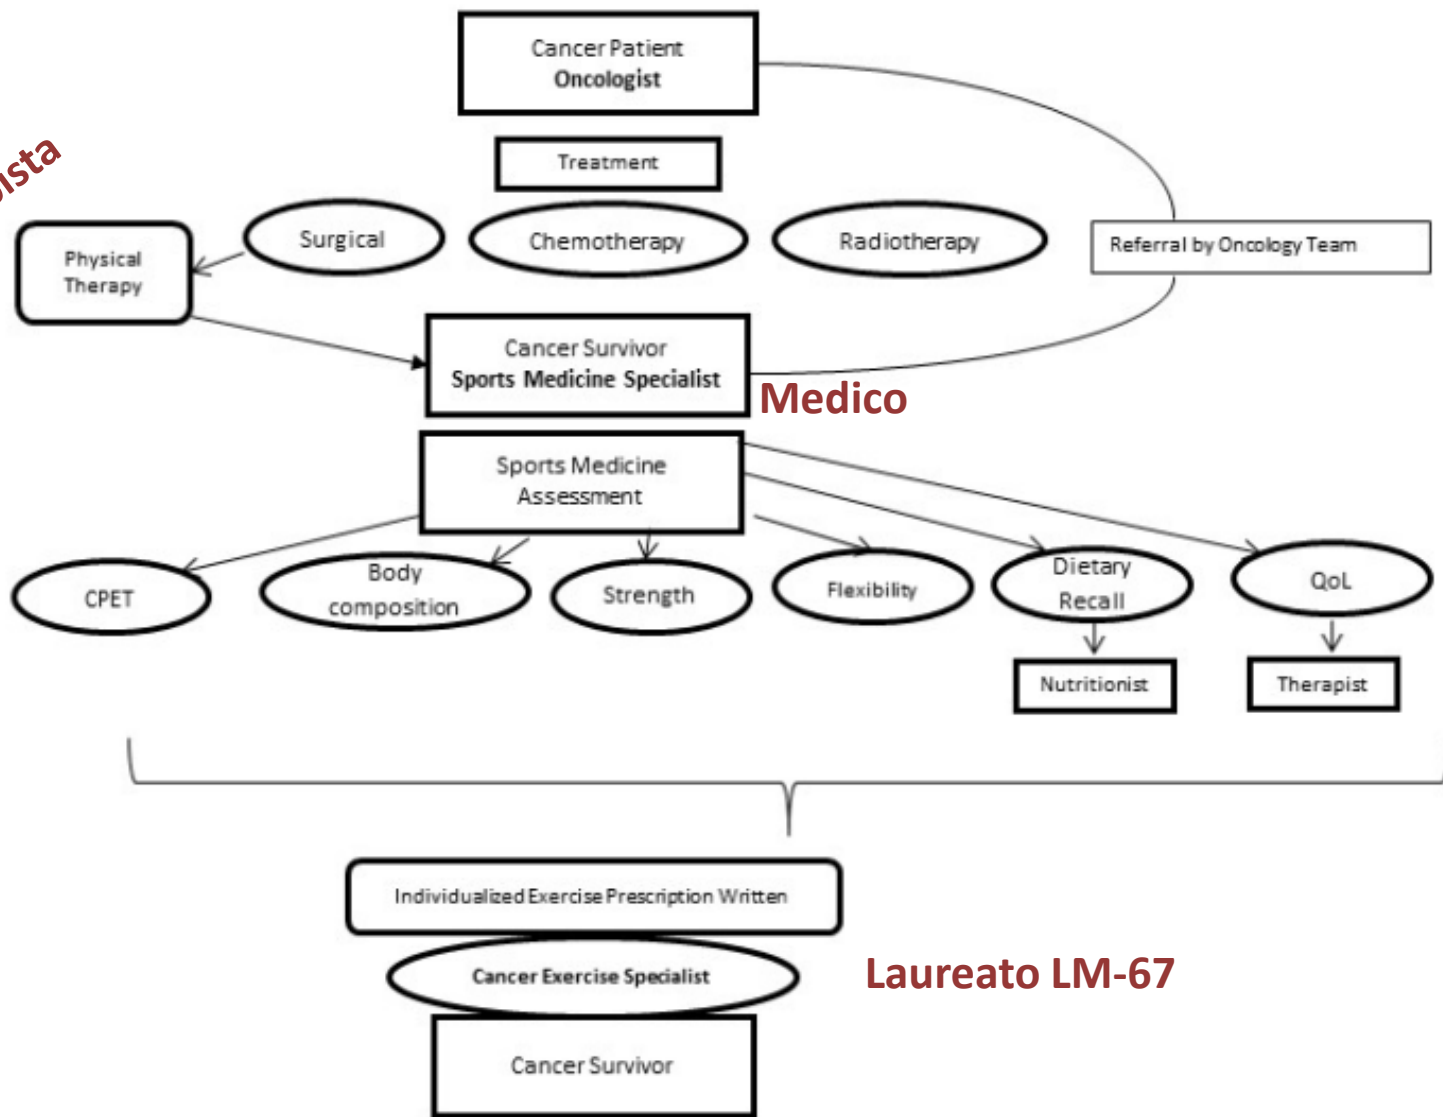 Cancer Patient
Oncologist
Treatment
Surgical
Chemotherapy
Radiotherapy
Referral by Oncology Team
Physical
Therapy
Cancer Survivor
Sports Medicine Specialist
Medico
Sports Medicine
Assessment
CPET
Body
composition
Strength
Flexibility
Dietary
Recall
QoL
Nutritionist
Therapist
Individualized Exercise Prescription Written
Cancer Exercise Specialist
Laureato LM-67
Cancer Survivor